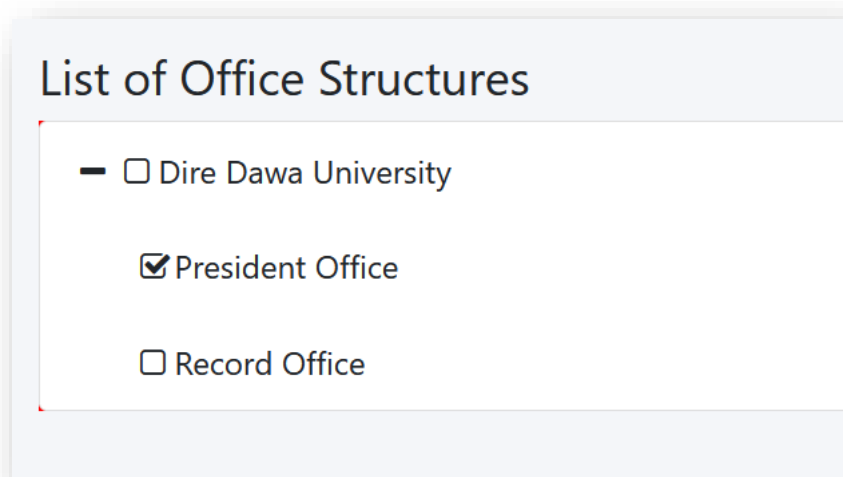 List of Office Structures
Dire Dawa University
President Office
Record Office